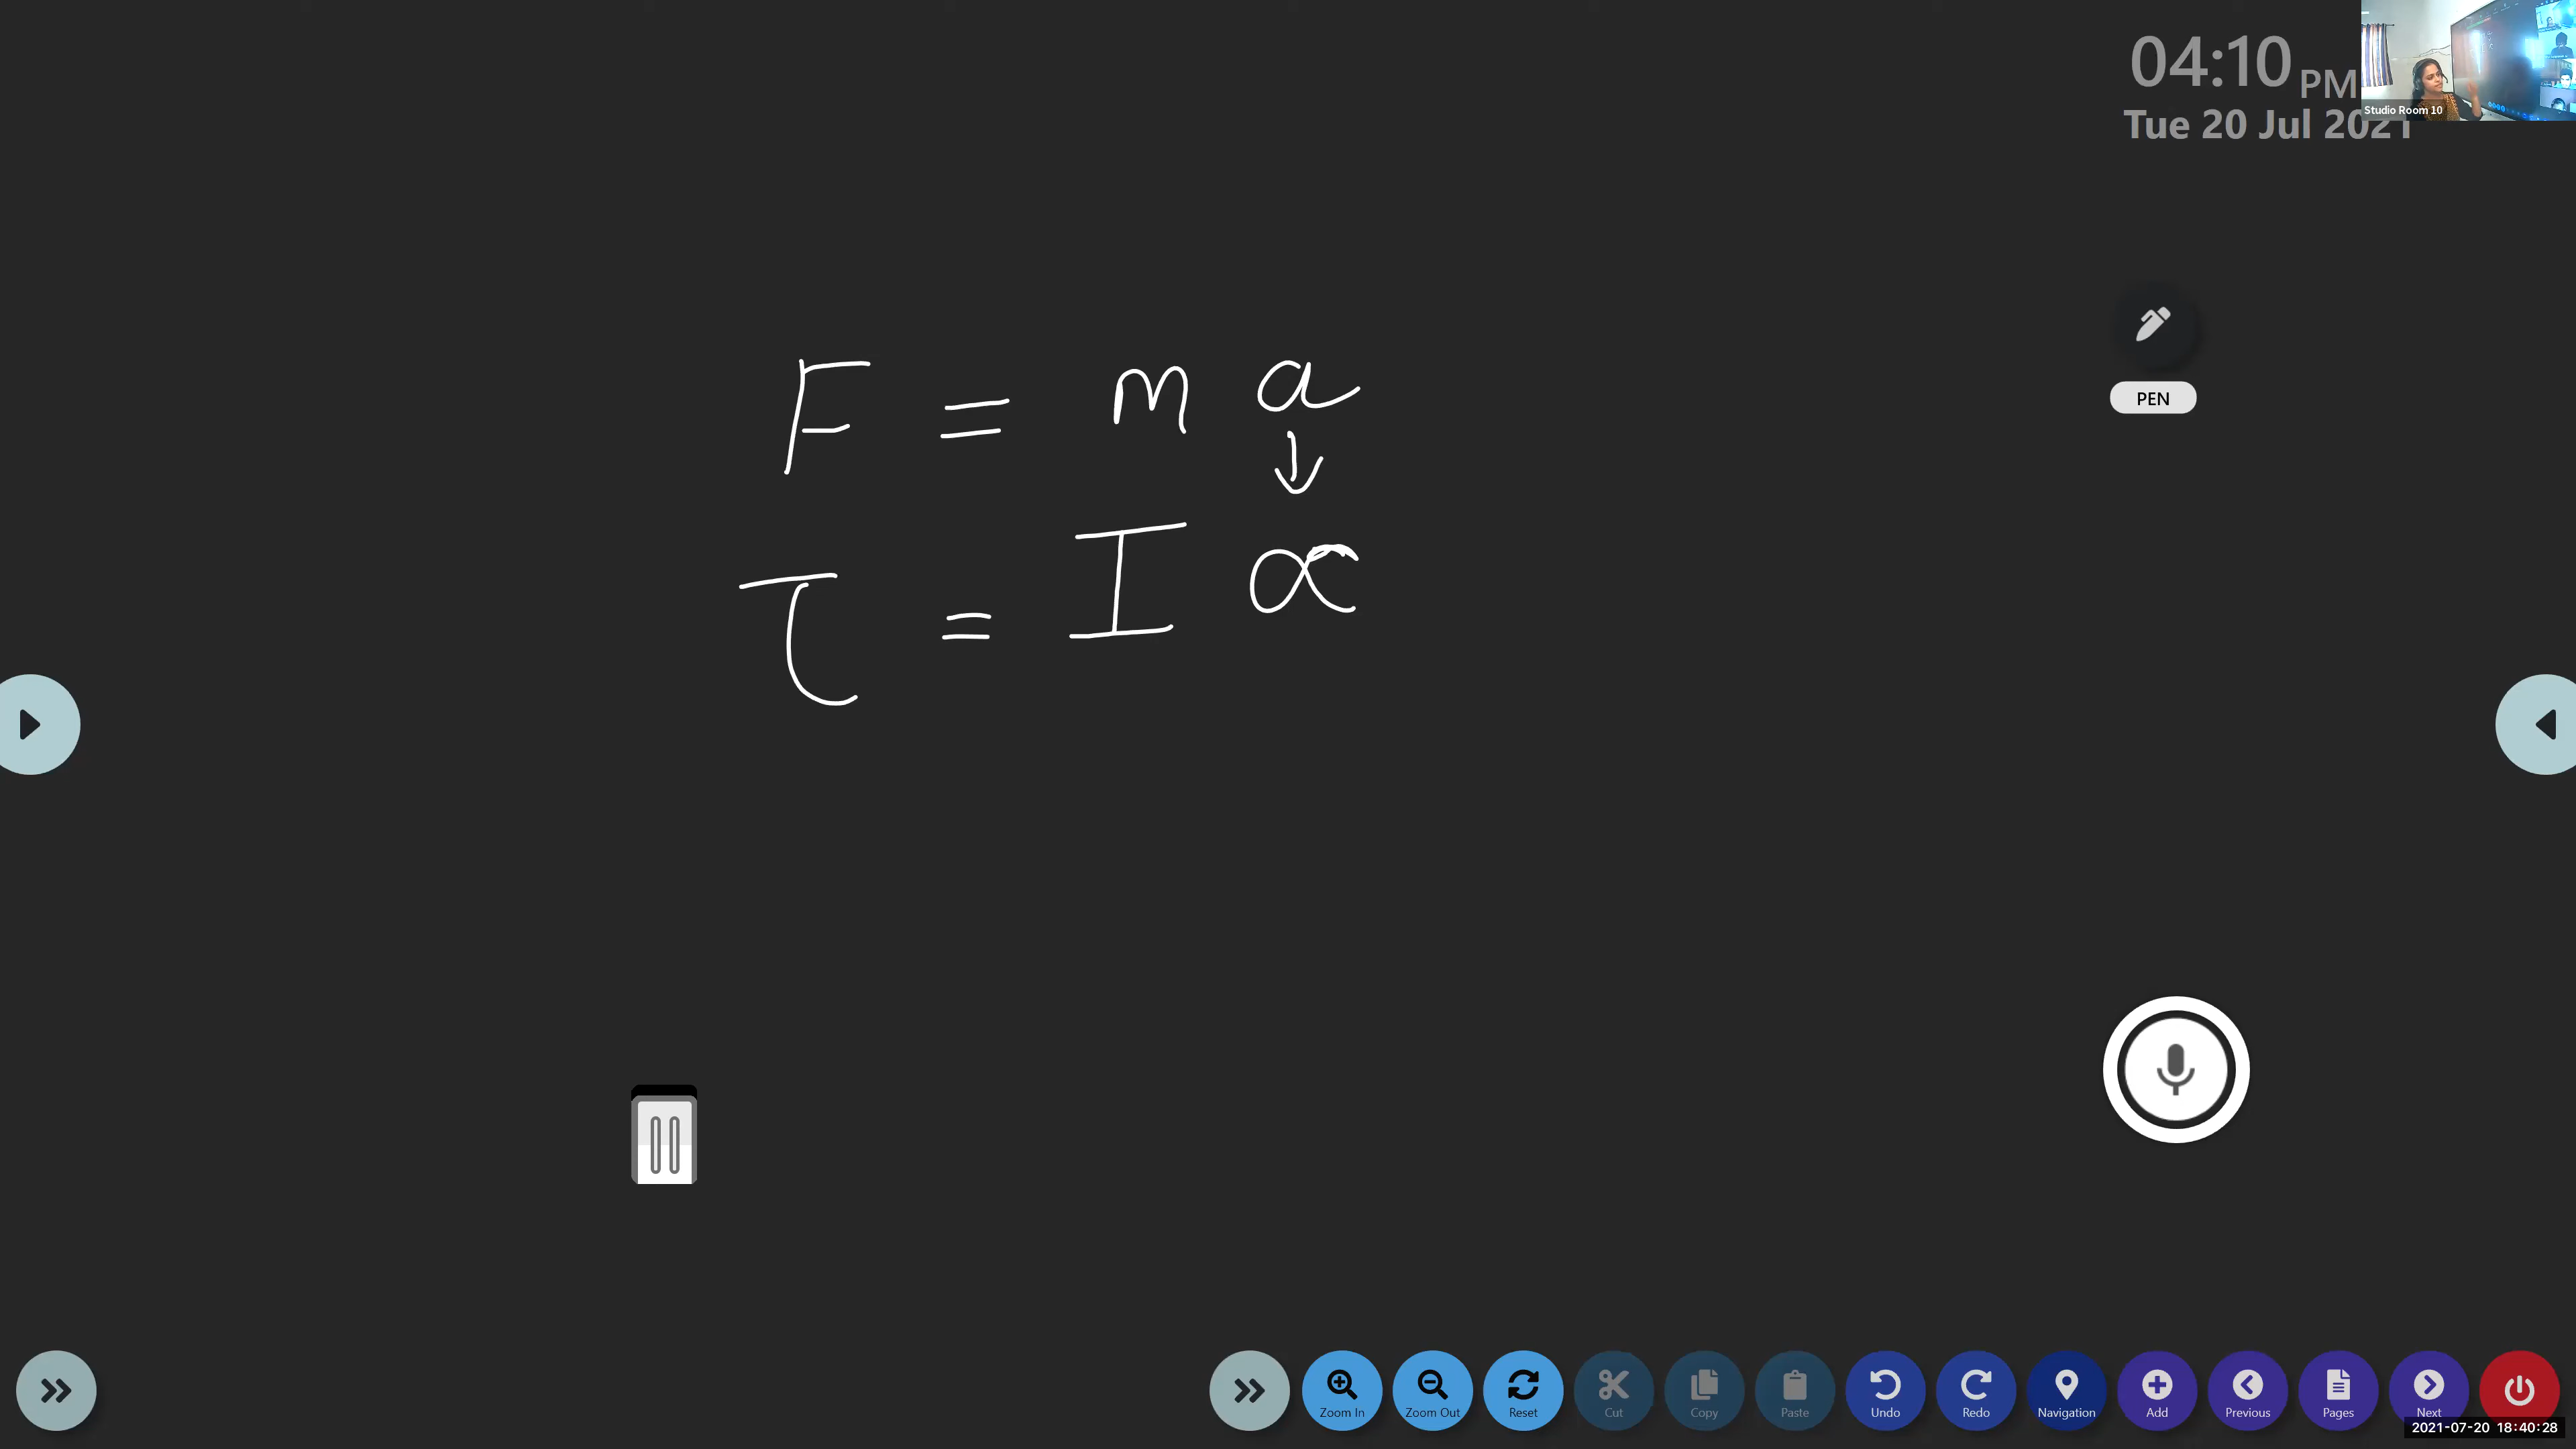 04:10 PM
Studio Room 10
Tue 20 Jul 2021
F = m a
↓
τ = I α
PEN
Zoom In
Zoom Out
Reset
Cut
Copy
Paste
Undo
Redo
Navigation
Add
Previous
Pages
Next
2021-07-20 18:40:28